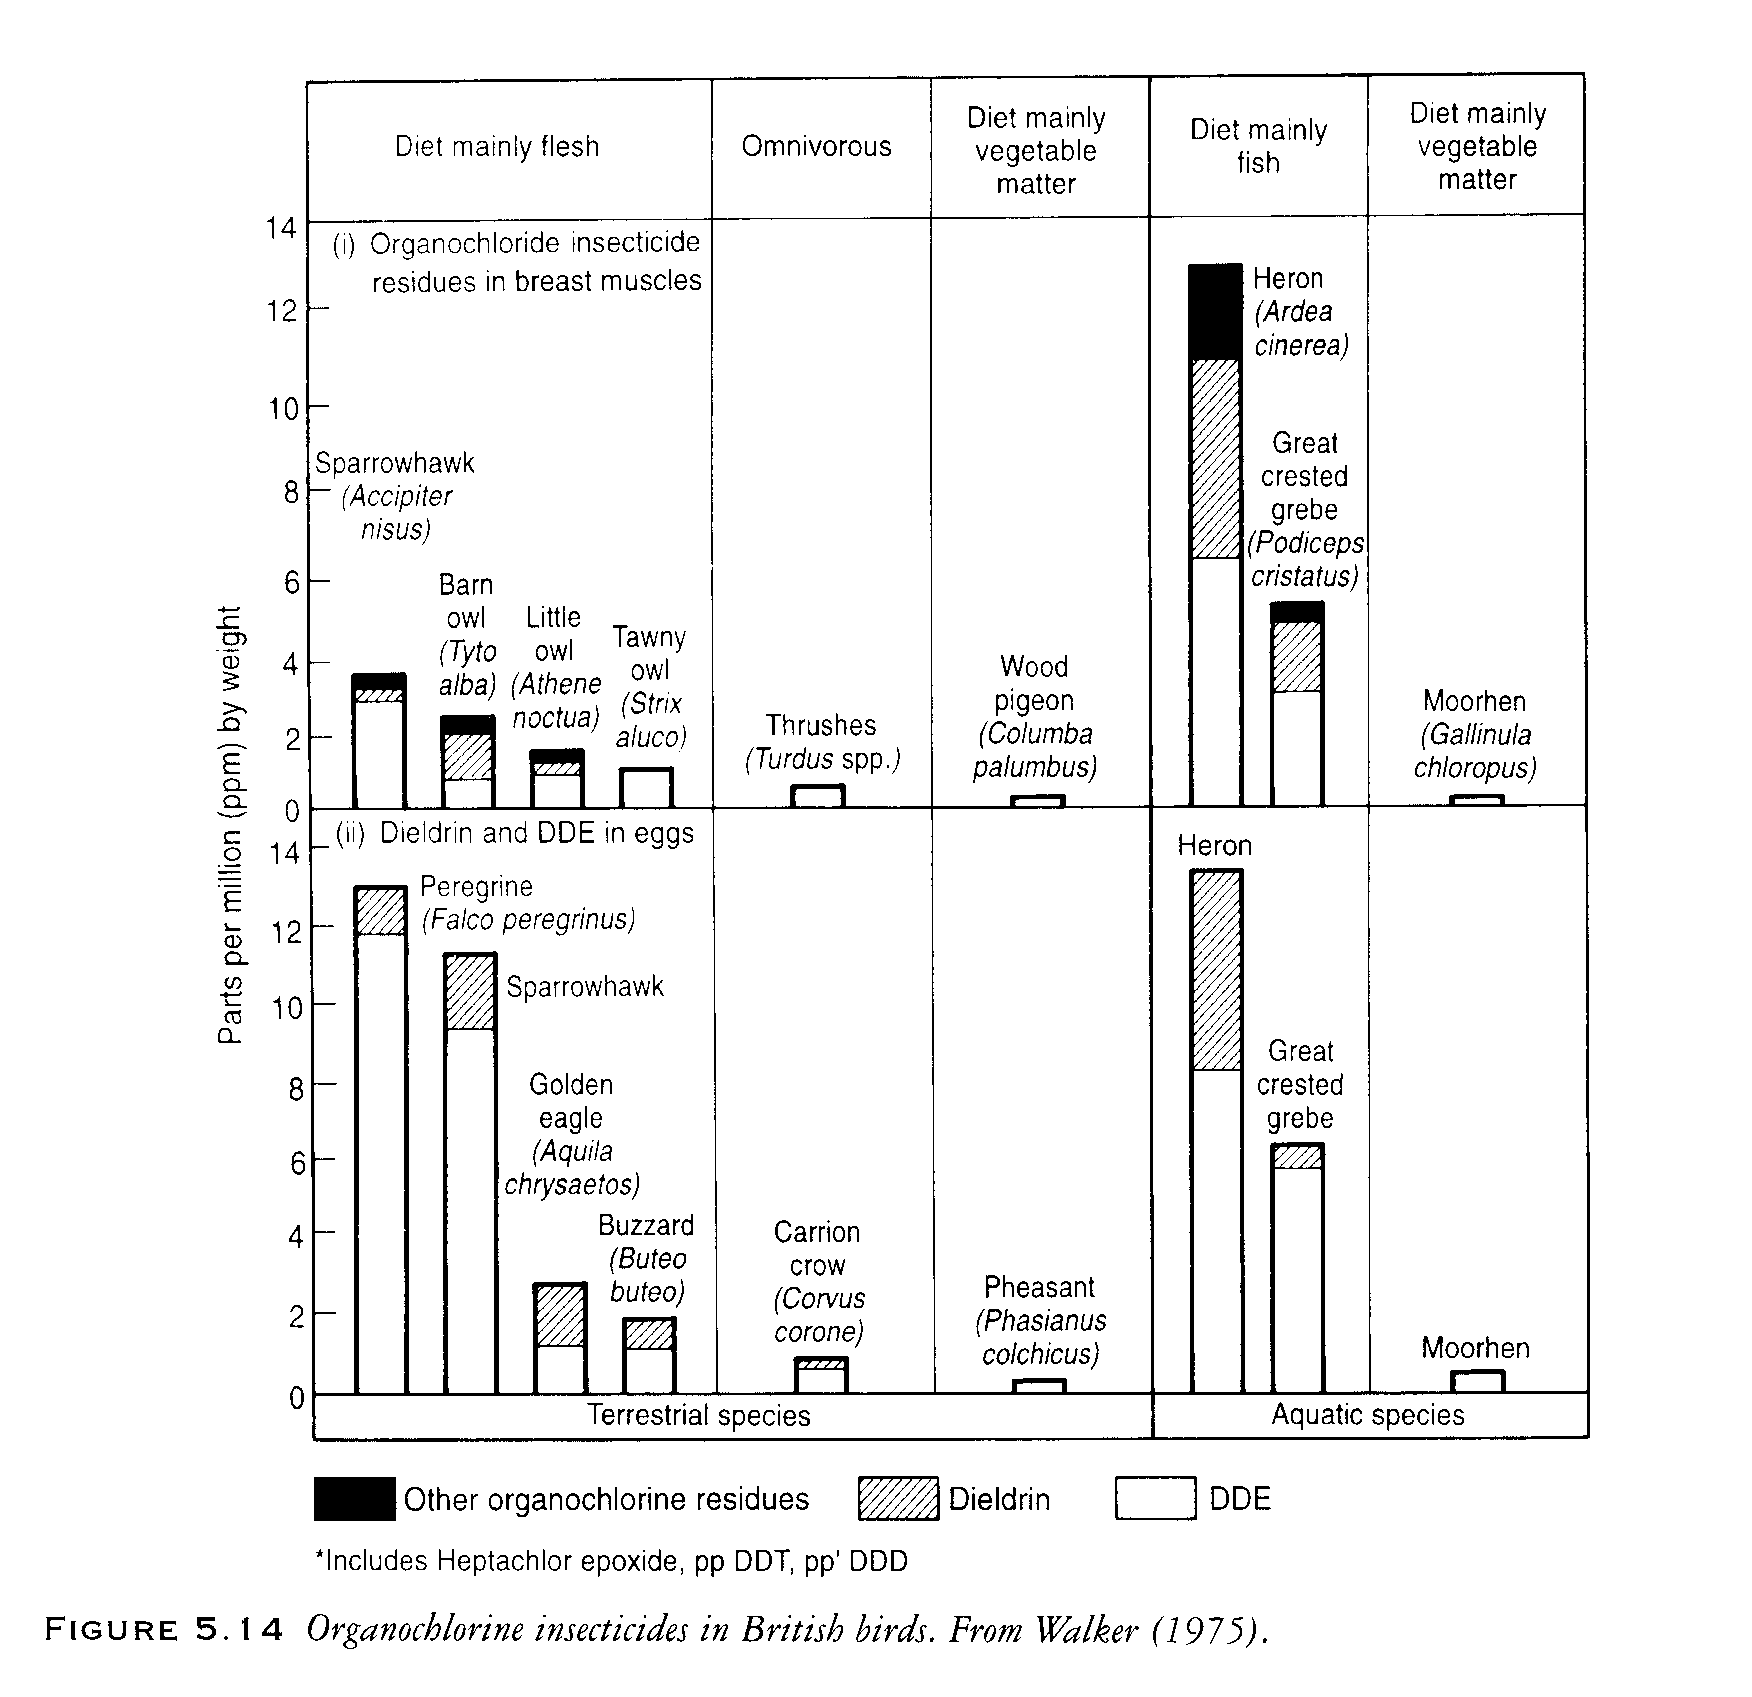 Diet mainly flesh
Omnivorous
Diet mainly
vegetable
matter
Diet mainly
fish
Diet mainly
vegetable
matter
Parts per million (ppm) by weight
14
12
10
8
6
4
2
0
(i) Organochloride insecticide
residues in breast muscles
Sparrowhawk
(Accipiter
nisus)
Barn
owl
(Tyto
alba)
Little
owl
(Athene
noctua)
Tawny
owl
(Strix
aluco)
Thrushes
(Turdus spp.)
Wood
pigeon
(Columba
palumbus)
Heron
(Ardea
cinerea)
Great
crested
grebe
(Podiceps
cristatus)
Moorhen
(Gallinula
chloropus)
14
12
10
8
6
4
2
0
(ii) Dieldrin and DDE in eggs
Peregrine
(Falco peregrinus)
Sparrowhawk
Golden
eagle
(Aquila
chrysaetos)
Buzzard
(Buteo
buteo)
Carrion
crow
(Corvus
corone)
Pheasant
(Phasianus
colchicus)
Heron
Great
crested
grebe
Moorhen
Terrestrial species
Aquatic species
Other organochlorine residues
Dieldrin
DDE
*Includes Heptachlor epoxide, pp DDT, pp' DDD
FIGURE 5.14 Organochlorine insecticides in British birds. From Walker (1975).